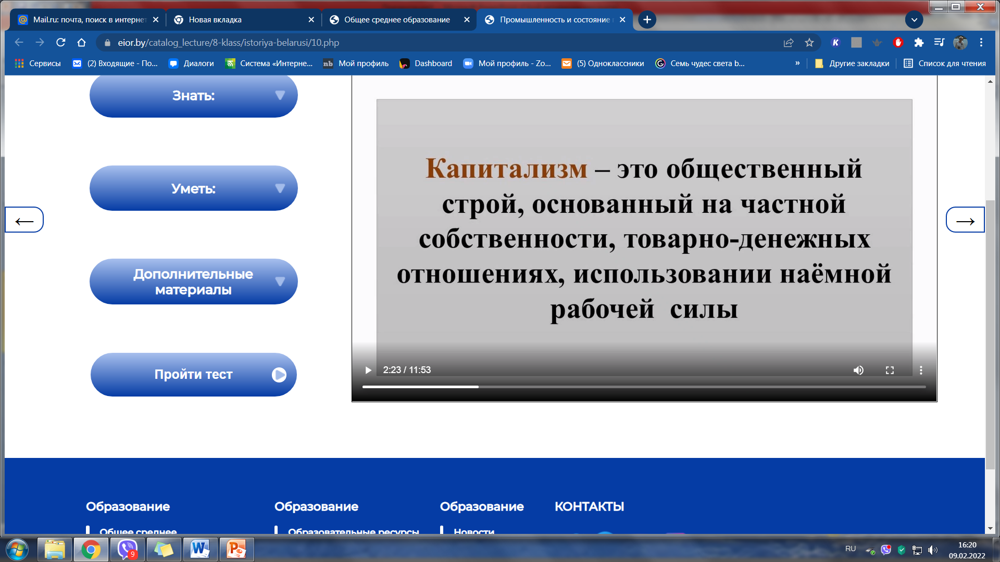 Mail.ru: почта, поиск в интернет
Новая вкладка
Общее среднее образование
Промышленность и состояние
eior.by/catalog_lecture/8-klass/istoriya-belarusi/10.php
Сервисы
(2) Входящие - По...
Диалоги
Система «Интерне...
nb Мой профиль
Dashboard
Мой профиль - Zo...
(5) Одноклассники
Семь чудес света b...
»
Другие закладки
Список для чтения
Знать:
Уметь:
Дополнительные
материалы
Пройти тест
←
→
Капитализм – это общественный
строй, основанный на частной
собственности, товарно-денежных
отношениях, использовании наёмной
рабочей силы
2:23 / 11:53
Образование
Общее среднее
Образование
Образовательные ресурсы
Образование
Новости
КОНТАКТЫ
9
RU
16:20
09.02.2022